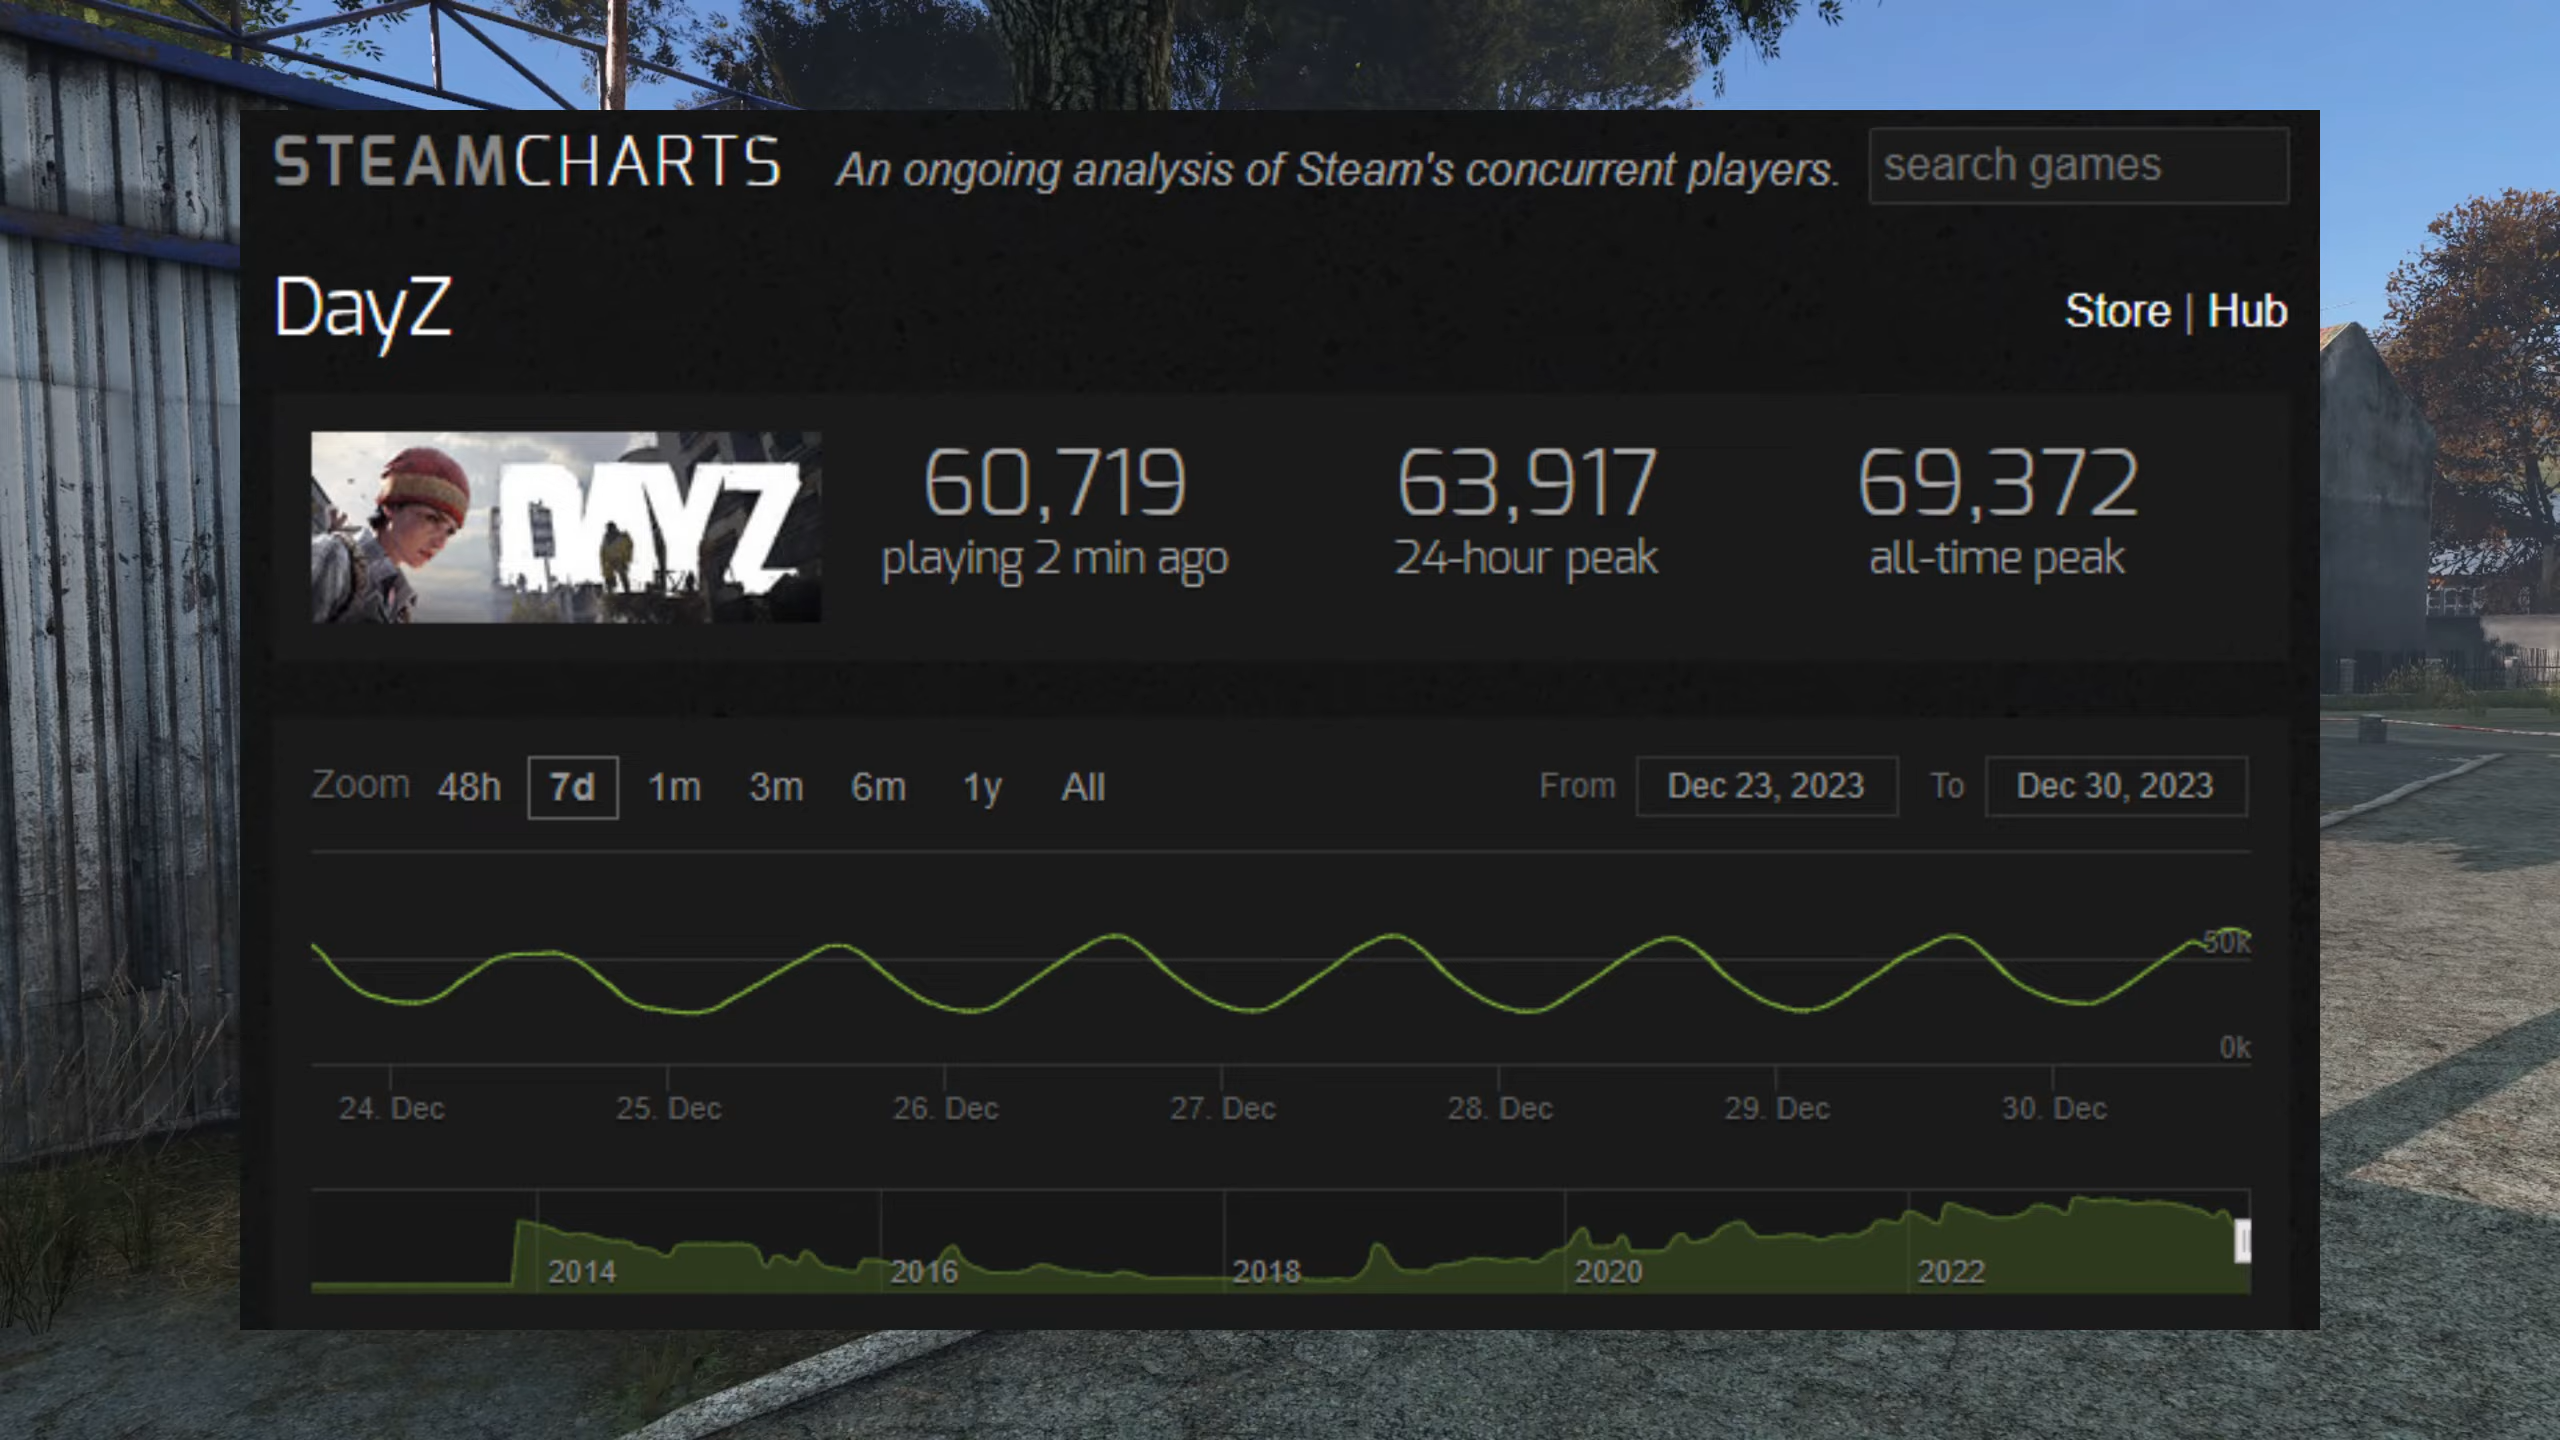 STEAMCHARTS An ongoing analysis of Steam's concurrent players. search games
DayZ Store | Hub
DAYZ
60,719 63,917 69,372
playing 2 min ago 24-hour peak all-time peak
Zoom 48h 7d 1m 3m 6m 1y All From Dec 23, 2023 To Dec 30, 2023
50k
0k
24. Dec 25. Dec 26. Dec 27. Dec 28. Dec 29. Dec 30. Dec
2014 2016 2018 2020 2022